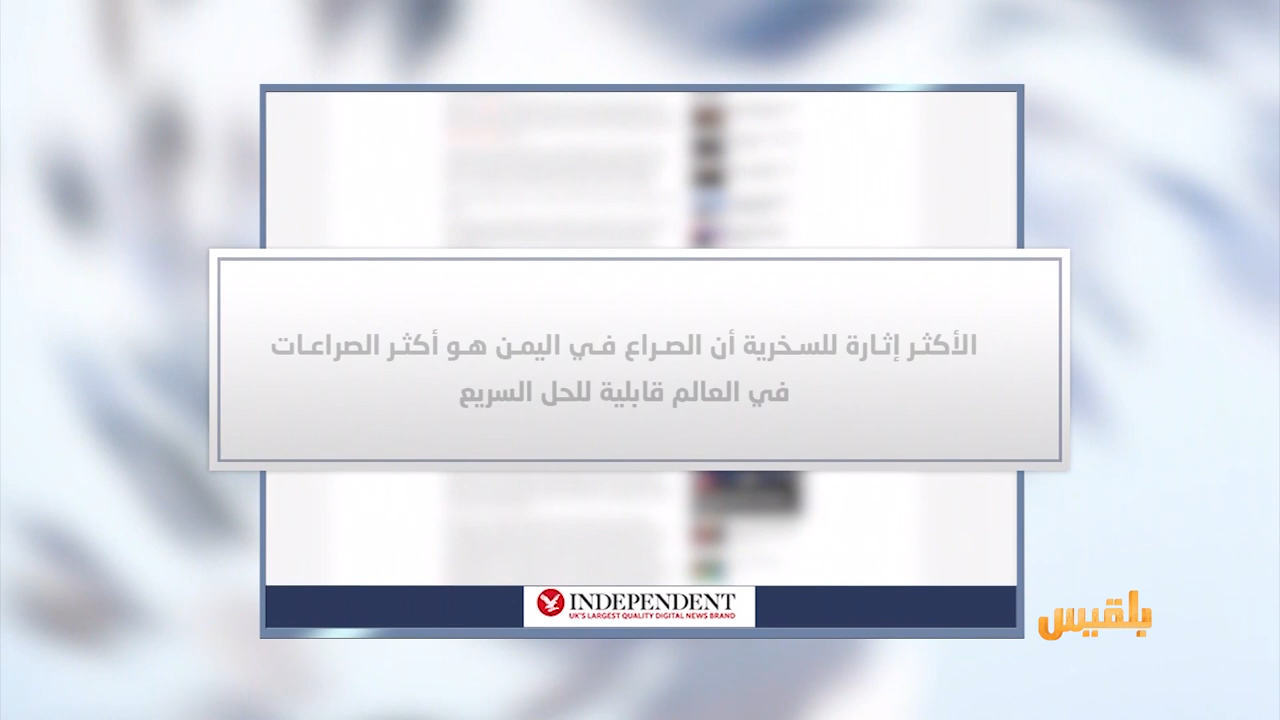 الأكثر إثارة للسخرية أن الصراع في اليمن هو أكثر الصراعات
في العالم قابلية للحل السريع
INDEPENDENT
UK'S LARGEST QUALITY DIGITAL NEWS BRAND
بلقيس